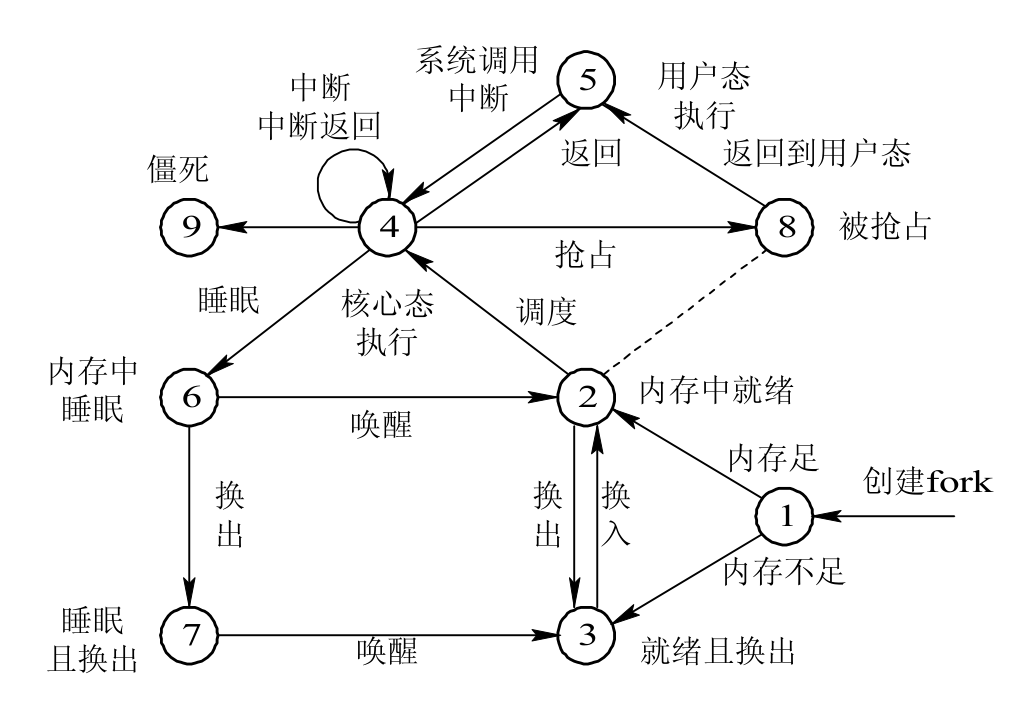 系统调用
中断
5
用户态
执行
中断
中断返回
返回
返回到用户态
僵死
9
4
8
被抢占
抢占
睡眠
核心态
执行
调度
内存中
睡眠
6
唤醒
2
内存中就绪
内存足
创建fork
换
出
换
出
换
入
1
内存不足
睡眠
且换出
7
唤醒
3
就绪且换出